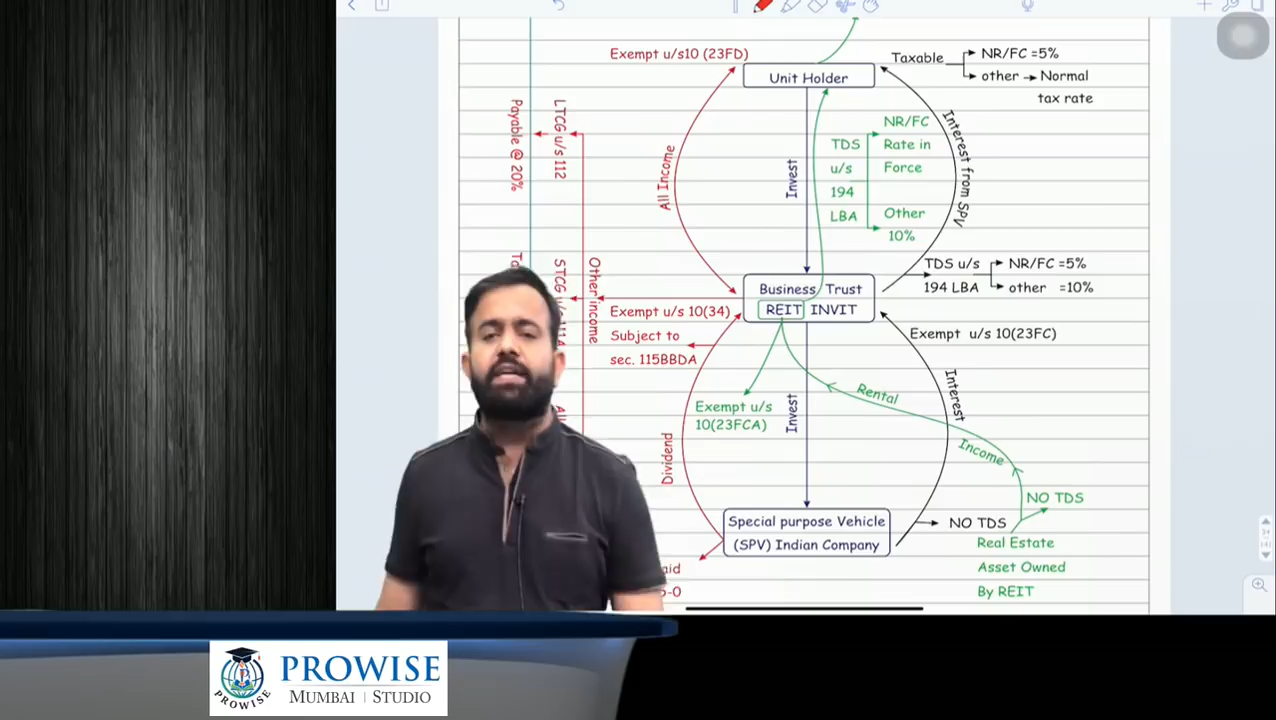 Exempt u/s10 (23FD)
Unit Holder
Taxable
NR/FC =5%
other → Normal
tax rate
LTCG u/s 112
Payable @ 20%
All Income
Invest
TDS
u/s
194
LBA
NR/FC
Rate in
Force
Other
10%
Interest from SPV
Other income
Business Trust
REIT INVIT
TDS u/s
194 LBA
NR/FC =5%
other =10%
Exempt u/s 10(34)
Subject to
sec. 115BBDA
Exempt u/s 10(23FC)
Exempt u/s
10(23FCA)
Invest
Rental
Income
Interest
Dividend
Special purpose Vehicle
(SPV) Indian Company
NO TDS
NO TDS
Real Estate
Asset Owned
By REIT
aid
-0
PROWISE
PROWISE
MUMBAI | STUDIO